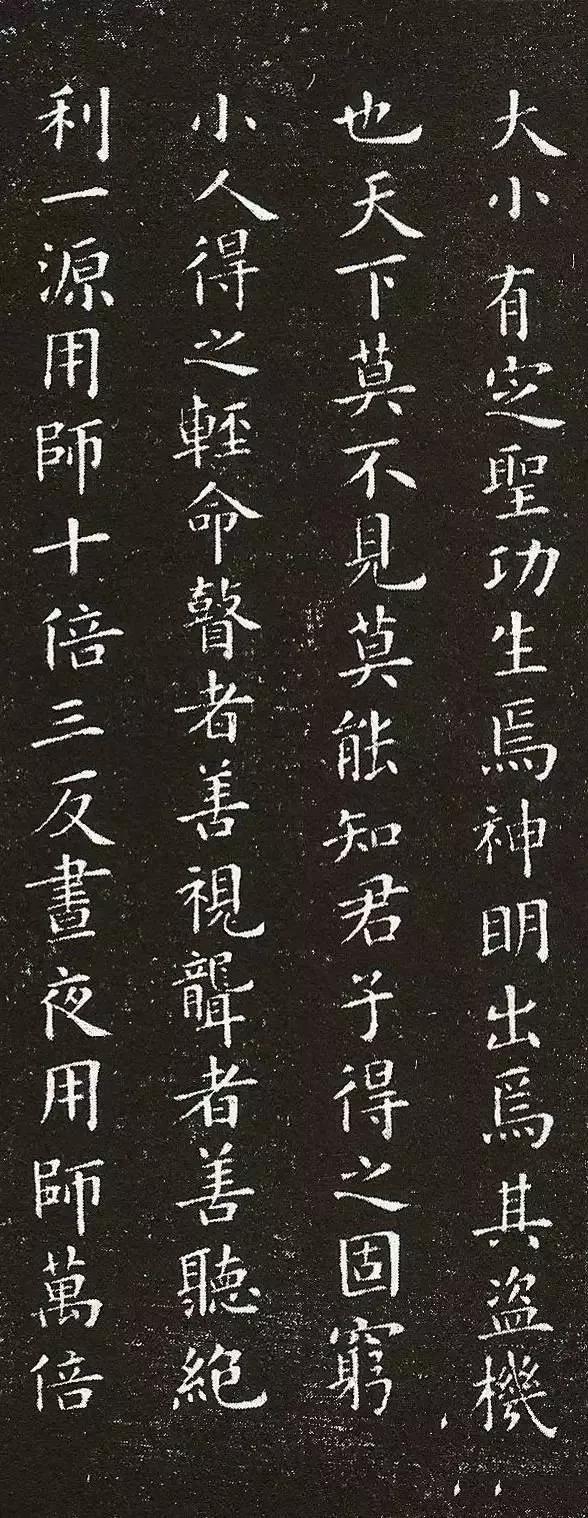 大小有定聖功生焉神明出焉其盜機
也天下莫不見莫能知君子得之固窮
小人得之輕命瞽者善視聾者善聽絕
利一源用師十倍三反晝夜用師萬倍